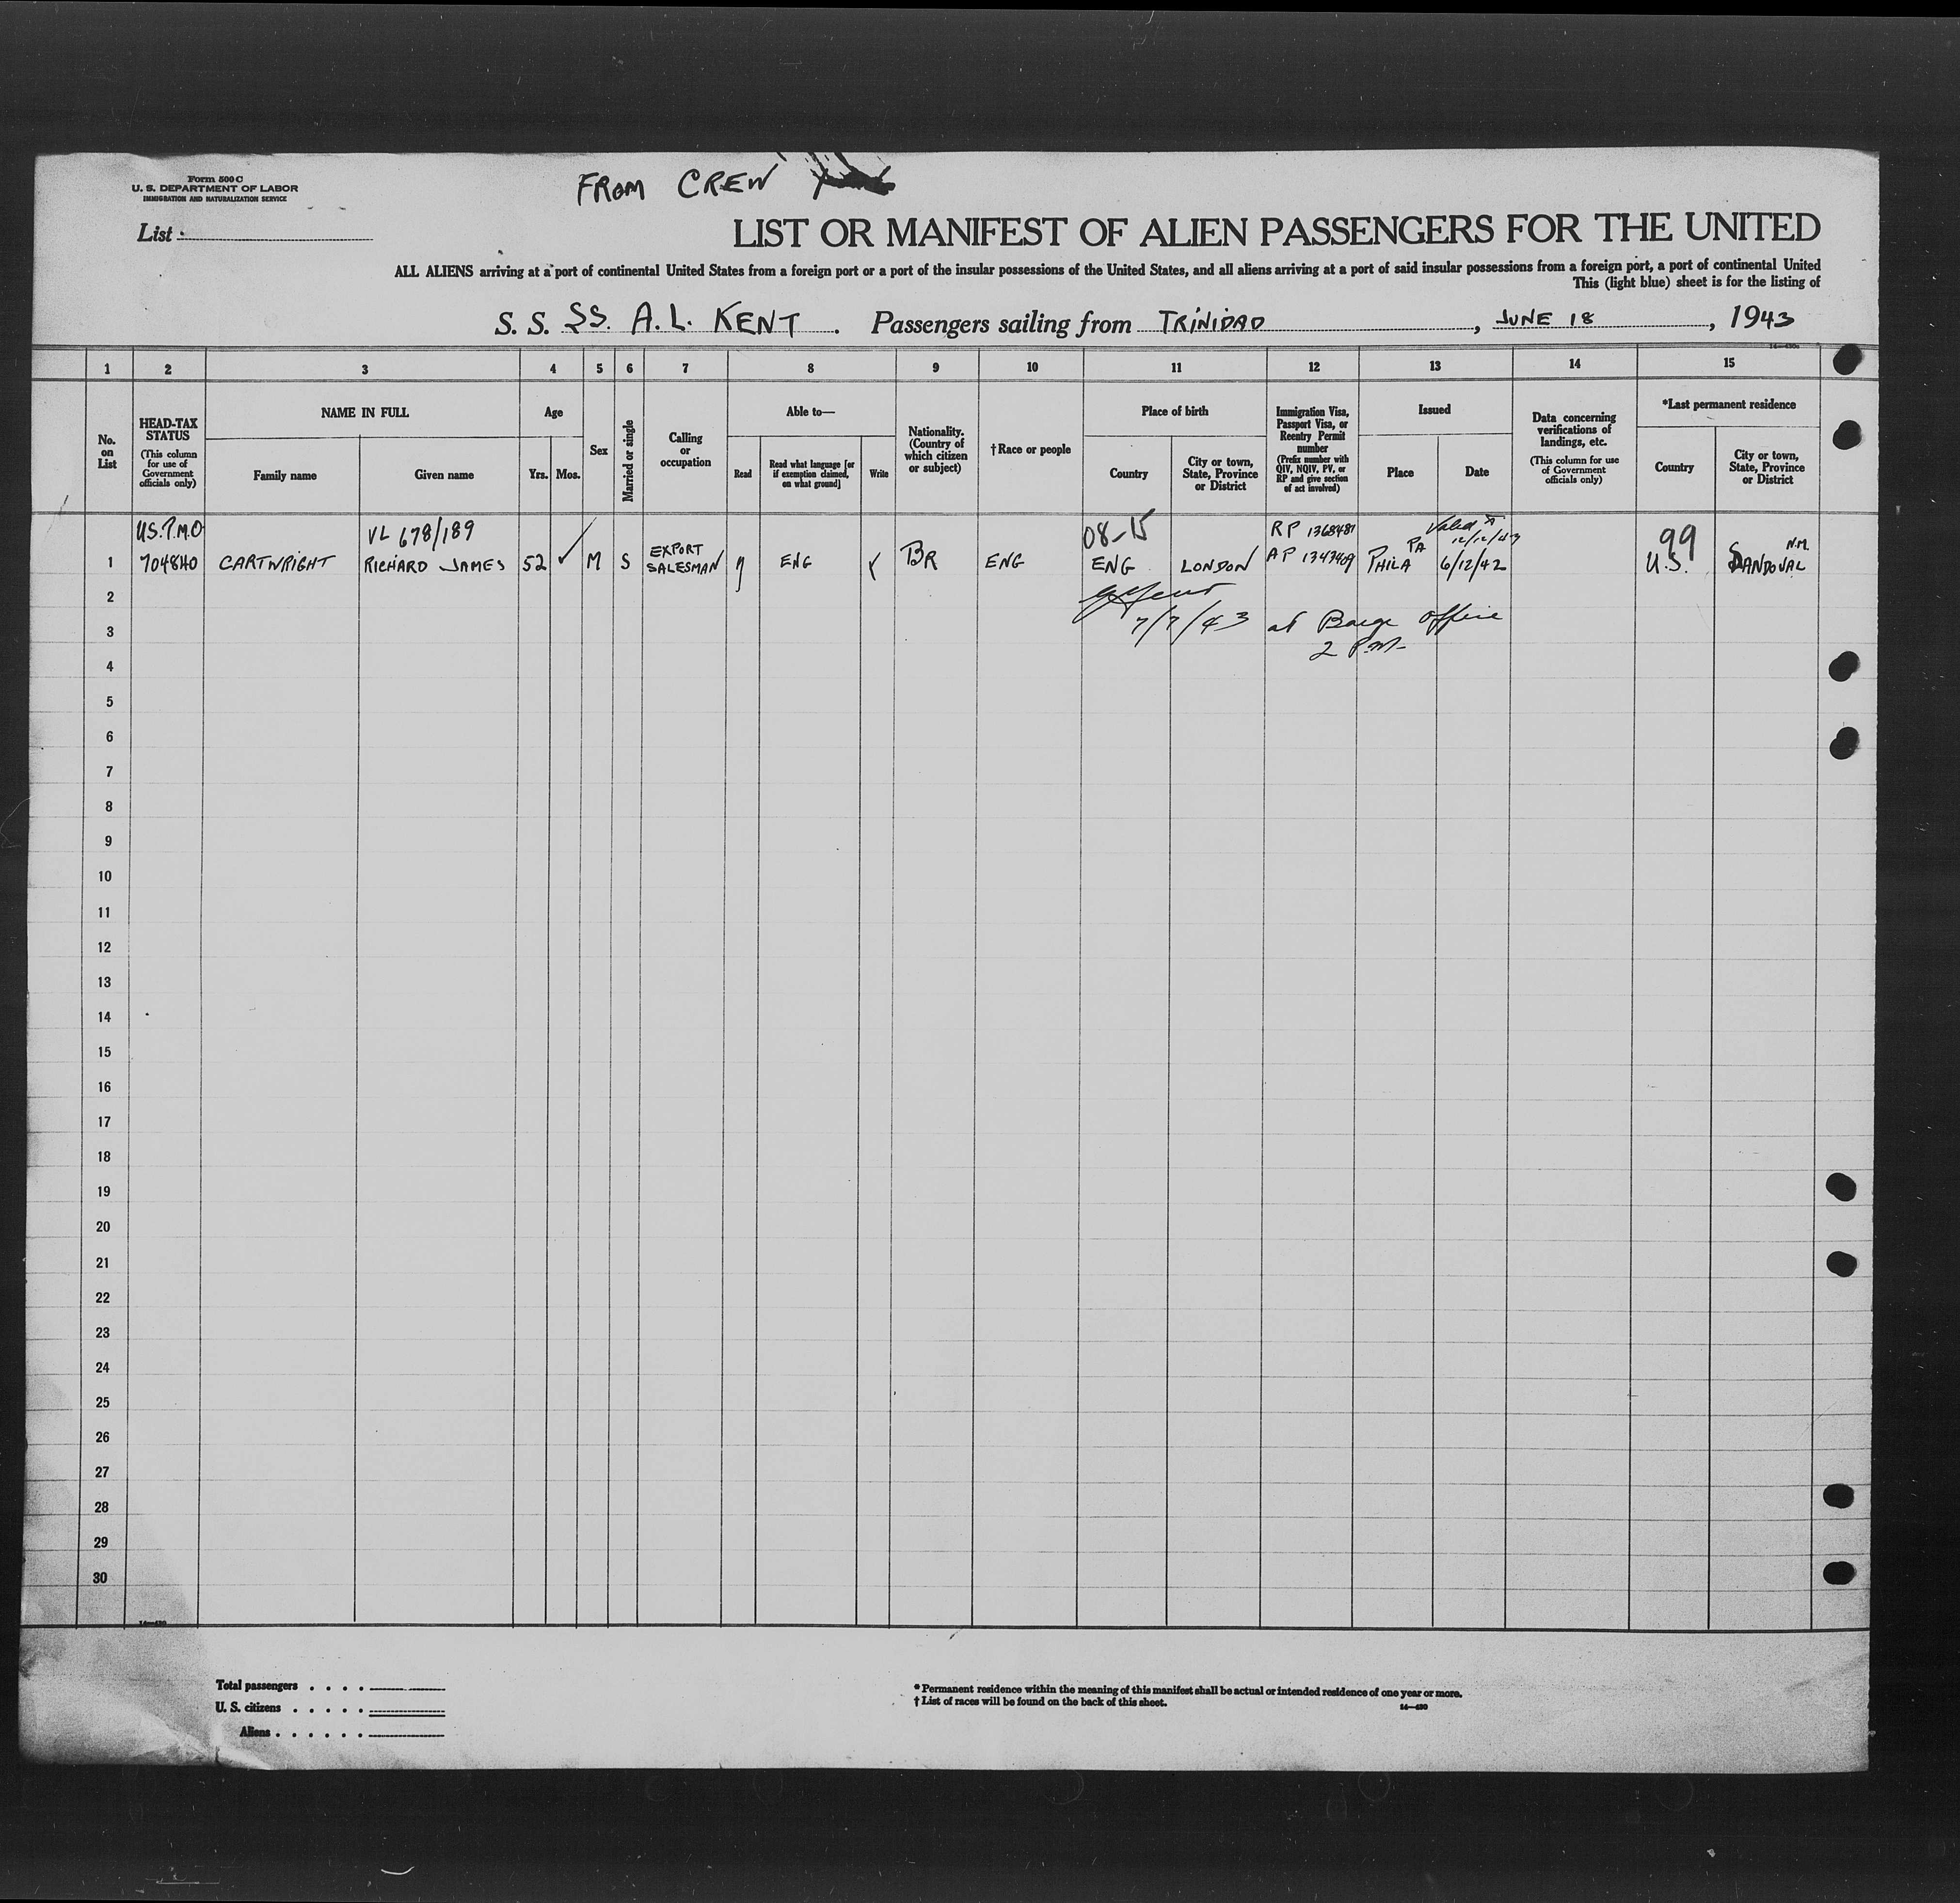 Form 500 C
U. S. DEPARTMENT OF LABOR
IMMIGRATION AND NATURALIZATION SERVICE
FROM CREW
List
LIST OR MANIFEST OF ALIEN PASSENGERS FOR THE UNITED
ALL ALIENS arriving at a port of continental United States from a foreign port or a port of the insular possessions of the United States, and all aliens arriving at a port of said insular possessions from a foreign port, a port of continental United
This (light blue) sheet is for the listing of
S. S. SS. A.L. KENT. Passengers sailing from TRINIDAD, JUNE 18, 1943
1 2 3 4 5 6 7 8 9 10 11 12 13 14 15
No. on List
HEAD-TAX STATUS
(This column for use of Government officials only)
NAME IN FULL
Family name
Given name
Age
Yrs.
Mos.
Sex
Married or single
Calling or occupation
Able to—
Read
Read what language [or if exemption claimed, on what ground]
Write
Nationality. (Country of which citizen or subject)
† Race or people
Place of birth
Country
City or town, State, Province or District
Immigration Visa, Passport Visa, or Reentry Permit number
(Prefix number with QIV, NQIV, PV, or RP and give section of act involved)
Issued
Place
Date
Data concerning verifications of landings, etc.
(This column for use of Government officials only)
*Last permanent residence
Country
City or town, State, Province or District
U.S.P.M.O VL 678/189 08-15 RP 1368481 Valid to 12/12/43 99
1 704840 CARTWRIGHT RICHARD JAMES 52 ✓ M S EXPORT SALESMAN y ENG y BR ENG ENG LONDON AP 1343409 PHILA PA 6/12/42 U.S. SANDOVAL N.M.
2
3 7/7/43 at Barge Office
4 2 P.M.
5
6
7
8
9
10
11
12
13
14
15
16
17
18
19
20
21
22
23
24
25
26
27
28
29
30
14—430
Total passengers . . . .
U. S. citizens . . . . .
Aliens . . . . . .
* Permanent residence within the meaning of this manifest shall be actual or intended residence of one year or more.
† List of races will be found on the back of this sheet.
14—430